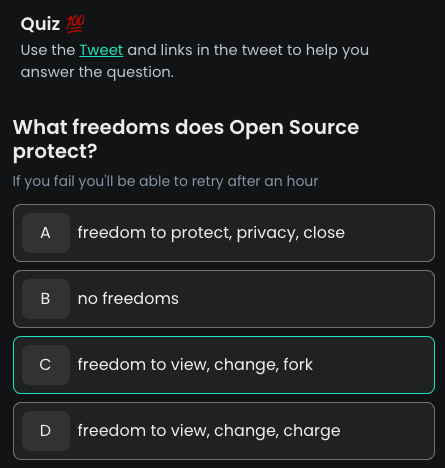 Quiz 💯
Use the Tweet and links in the tweet to help you
answer the question.
What freedoms does Open Source
protect?
If you fail you'll be able to retry after an hour
A freedom to protect, privacy, close
B no freedoms
C freedom to view, change, fork
D freedom to view, change, charge